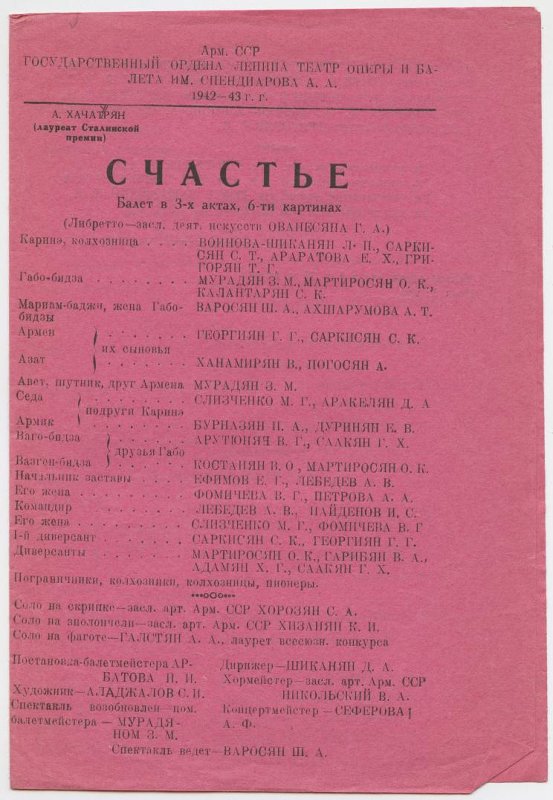 Арм. ССР
ГОСУДАРСТВЕННЫЙ ОРДЕНА ЛЕНИНА ТЕАТР ОПЕРЫ И БА-
ЛЕТА ИМ. СПЕНДИАРОВА А. А.
1942—43 г. г.
А. ХАЧАТРЯН
(лауреат Сталинской
премии)
СЧАСТЬЕ
Балет в 3-х актах, 6-ти картинах
(Либретто—засл. деят. искусств ОВАНЕСЯНА Г. А.)
Каринэ, колхозница . . . . ВОИНОВА-ШИКАНЯН Л. П., САРКИ-
СЯН С. Т., АРАРАТОВА Е. Х., ГРИ-
ГОРЯН Т. Г.
Габо-бидза . . . . . . . МУРАДЯН З. М., МАРТИРОСЯН О. К.,
КАЛАНТАРЯН С. К.
Мариам-баджи, жена Габо- ВАРОСЯН Ш. А., АХШАРУМОВА А. Т.
бидзы
Армен . . . . . . . . ГЕОРГИЯН Г. Г., САРКИСЯН С. К.
их сыновья
Азат . . . . . . . . ХАНАМИРЯН В., ПОГОСЯН А.
Авет, шутник, друг Армена МУРАДЯН З. М.
Седа . . . . . . . . СЛИЗЧЕНКО М. Г., АРАКЕЛЯН Д. А
подруги Каринэ
Армик . . . . . . . . БУРНАЗЯН Н. А., ДУРИНЯН Е. В.
Ваго-бидза . . . . . . АРУТЮНЯН В. Г., СААКЯН Г. Х.
друзья Габо
Вазген-бидза . . . . . . КОСТАНЯН В. О , МАРТИРОСЯН О. К.
Начальник заставы . . . . . ЕФИМОВ Е. Г., ЛЕБЕДЕВ А. В.
Его жена . . . . . . . . ФОМИЧЕВА В. Г., ПЕТРОВА А. А.
Командир . . . . . . . ЛЕБЕДЕВ А. В., НАЙДЕНОВ И. С.
Его жена . . . . . . . . СЛИЗЧЕНКО М. Г., ФОМИЧЕВА В. Г
1-й диверсант . . . . . . САРКИСЯН С. К., ГЕОРГИЯН Г. Г.
Диверсанты . . . . . . . МАРТИРОСЯН О. К., ГАРИБЯН В. А.,
АДАМЯН Х. Г., СААКЯН Г. Х.
Пограничники, колхозники, колхозницы, пионеры.
Соло на скрипке—засл. арт. Арм. ССР ХОРОЗЯН С. А.
Соло на виолончели—засл. арт. Арм. ССР ХИЗАНЯН К. И.
Соло на фаготе—ГАЛСТЯН А. А., лаурет всесоюзн. конкурса
Постановка-балетмейстера АР- Дирижер—ШИКАНЯН Д. А.
БАТОВА И. И. Хормейстер—засл. арт. Арм. ССР
Художник—АЛАДЖАЛОВ С. И. НИКОЛЬСКИЙ В. А.
Спектакль возобновлен—пом. Концертмейстер—СЕФЕРОВА
балетмейстера — МУРАДЯ- А. Ф.
НОМ З. М.
Спектакль ведет—ВАРОСЯН Ш. А.